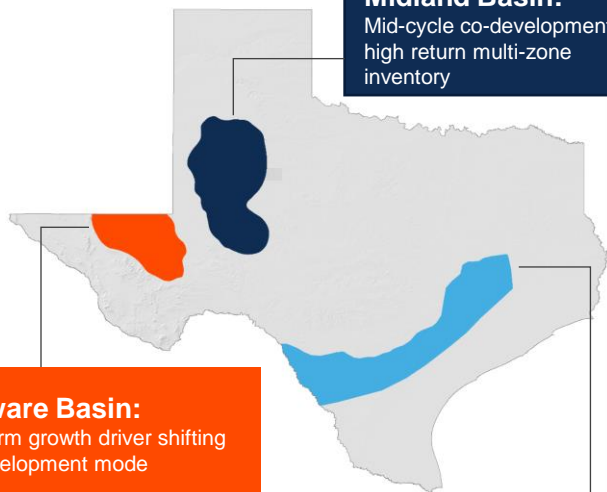 Midland Basin:
Mid-cycle co-development
high return multi-zone
inventory
ware Basin:
rm growth driver shifting
elopment mode